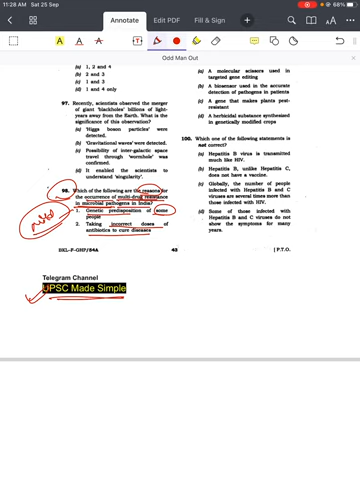 11:28 AM Sat 25 Sep
68%
Annotate
Edit PDF
Fill & Sign
Odd Man Out
(a) 1, 2 and 4
(b) 2 and 3
(c) 1 and 3
(d) 1 and 4 only
97. Recently, scientists observed the merger
of giant 'blackholes' billions of light-
years away from the Earth. What is the
significance of this observation?
(a) 'Higgs boson particles' were
detected.
(b) 'Gravitational waves' were detected.
(c) Possibility of inter-galactic space
travel through 'wormhole' was
confirmed.
(d) It enabled the scientists to
understand 'singularity'.
98. Which of the following are the reasons for
the occurrence of multi-drug resistance
in microbial pathogens in India?
1. Genetic predisposition of some
people
2. Taking incorrect doses of
antibiotics to cure diseases
BKL-F-GHP/54A
43
(a) A molecular scissors used in
targeted gene editing
(b) A biosensor used in the accurate
detection of pathogens in patients
(c) A gene that makes plants pest-
resistant
(d) A herbicidal substance synthesized
in genetically modified crops
100. Which one of the following statements is
not correct?
(a) Hepatitis B virus is transmitted
much like HIV.
(b) Hepatitis B, unlike Hepatitis C,
does not have a vaccine.
(c) Globally, the number of people
infected with Hepatitis B and C
viruses are several times more than
those infected with HIV.
(d) Some of those infected with
Hepatitis B and C viruses do not
show the symptoms for many
years.
[ P.T.O.
Telegram Channel
UPSC Made Simple